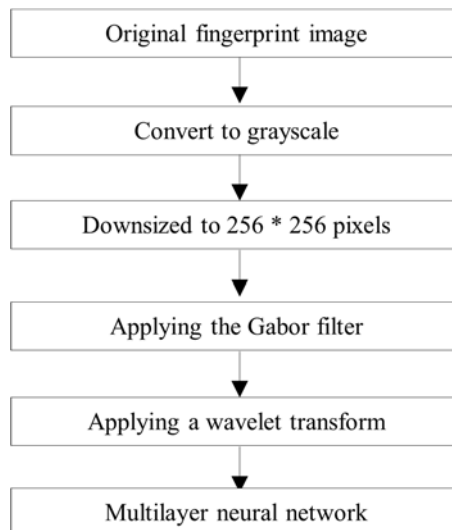 Original fingerprint image
Convert to grayscale
Downsized to 256 * 256 pixels
Applying the Gabor filter
Applying a wavelet transform
Multilayer neural network